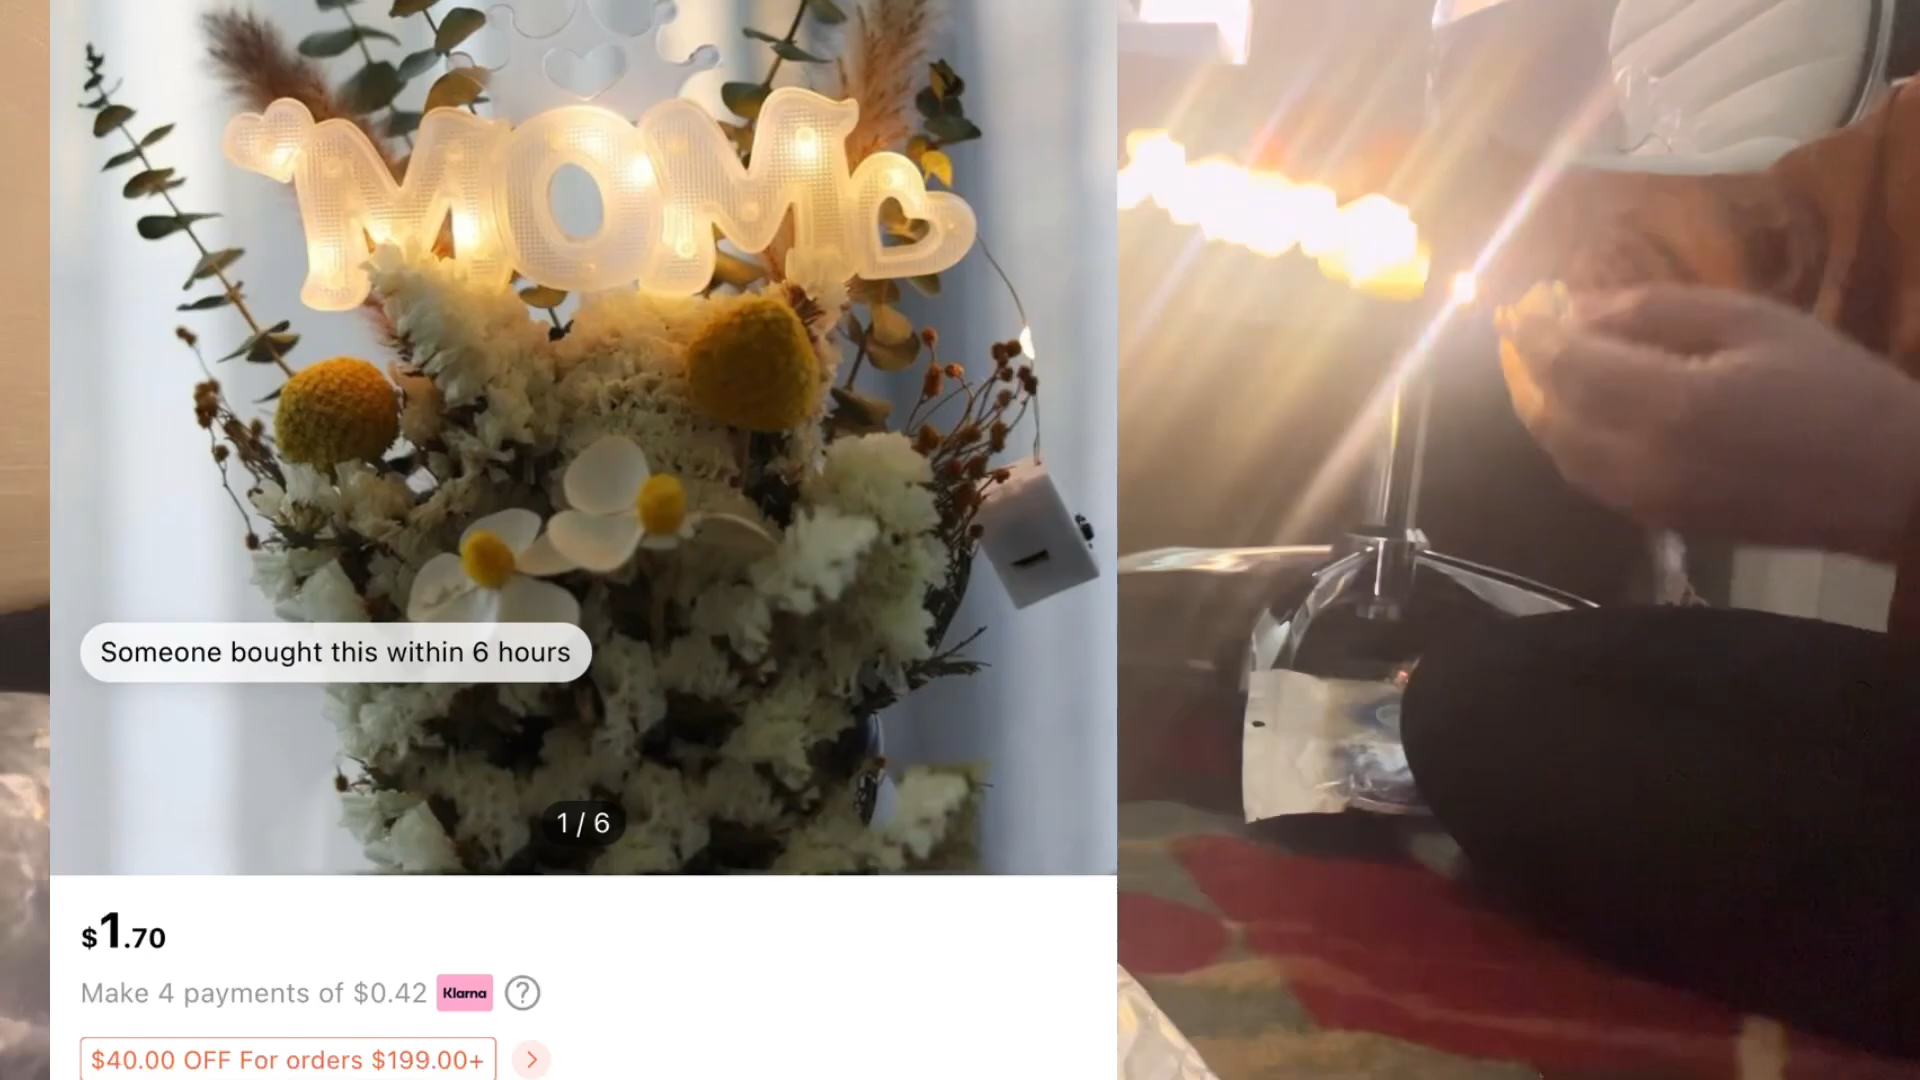 MOM
Someone bought this within 6 hours
1 / 6
$1.70
Make 4 payments of $0.42 Klarna ?
$40.00 OFF For orders $199.00+ >